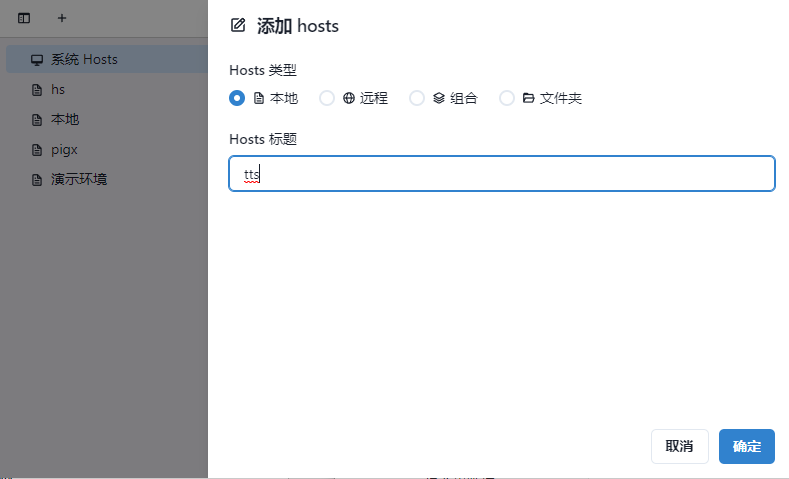 添加 hosts
系统 Hosts
hs
本地
pigx
演示环境
Hosts 类型
本地 远程 组合 文件夹
Hosts 标题
tts
取消 确定